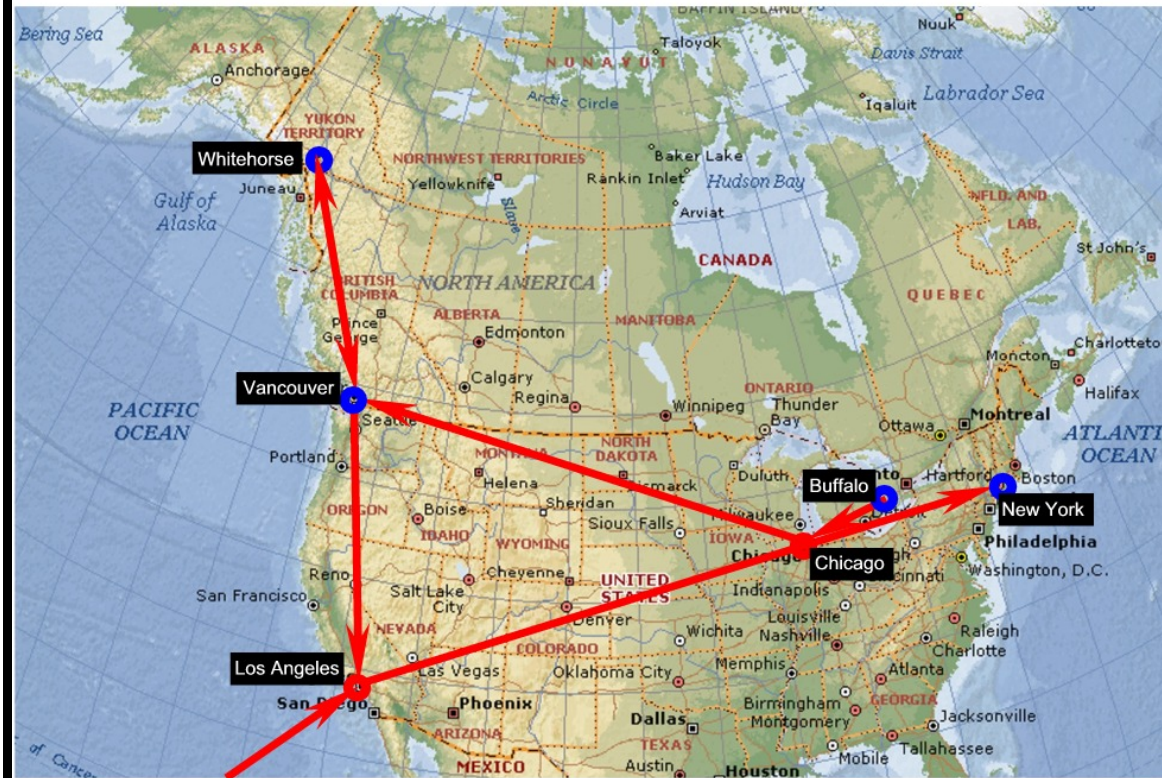 BAFFIN ISLAND
Nuuk
Bering Sea
ALASKA
Taloyok
Davis Strait
Anchorage
NUNAVUT
Arctic Circle
Iqaluit
Labrador Sea
YUKON
TERRITORY
Whitehorse
NORTHWEST TERRITORIES
Baker Lake
Juneau
Yellowknife
Rankin Inlet
Hudson Bay
Gulf of
Alaska
Slave
Arviat
NFLD. AND
LAB.
CANADA
St John's
BRITISH
COLUMBIA
NORTH AMERICA
QUEBEC
Prince
George
ALBERTA
MANITOBA
Edmonton
Charlotteto
Moncton
Vancouver
Calgary
ONTARIO
Halifax
PACIFIC
OCEAN
Regina
Winnipeg
Thunder
Bay
Montreal
Seattle
Ottawa
ATLANTI
OCEAN
Portland
MONTANA
NORTH
DAKOTA
Duluth
Buffalo
Hartford
Boston
Helena
Bismarck
New York
OREGON
Boise
Sheridan
Sioux Falls
Milwaukee
Detroit
IDAHO
WYOMING
IOWA
Chicago
Chicago
Philadelphia
Reno
Salt Lake
City
Cheyenne
UNITED
STATES
Indianapolis
Washington, D.C.
San Francisco
Denver
Louisville
Raleigh
NEVADA
COLORADO
Wichita
Nashville
Charlotte
Los Angeles
Las Vegas
Oklahoma City
Memphis
Atlanta
San Diego
Phoenix
Birmingham
GEORGIA
ARIZONA
Dallas
Montgomery
Jacksonville
TEXAS
Tallahassee
MEXICO
Austin
Houston
Mobile